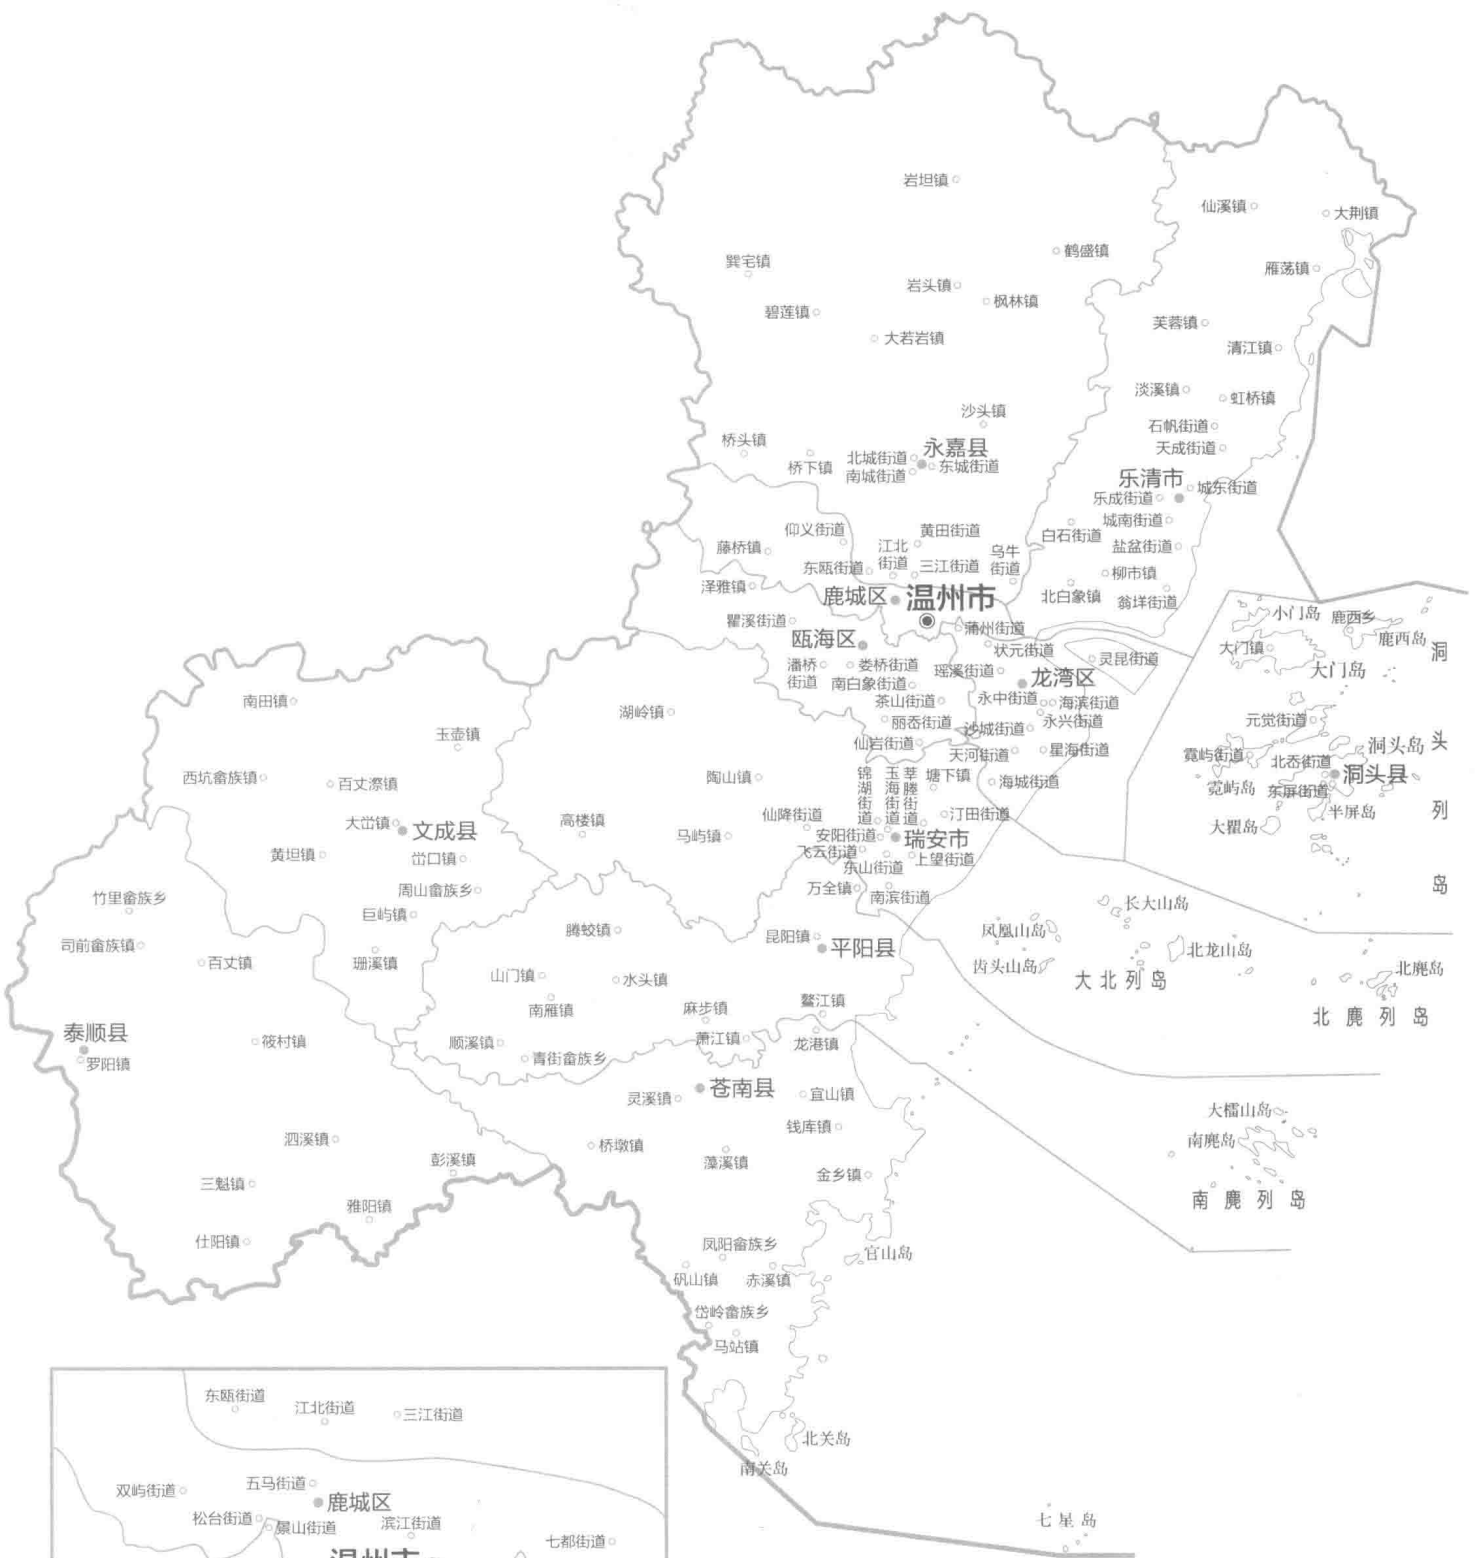 岩坦镇
仙溪镇
大荆镇
鹤盛镇
巽宅镇
雁荡镇
岩头镇
枫林镇
碧莲镇
芙蓉镇
大若岩镇
清江镇
淡溪镇
虹桥镇
沙头镇
石帆街道
桥头镇
永嘉县
天成街道
桥下镇
北城街道
东城街道
南城街道
乐清市
城东街道
乐成街道
城南街道
仰义街道
黄田街道
白石街道
藤桥镇
江北
街道
乌牛
街道
盐盆街道
东瓯街道
三江街道
柳市镇
泽雅镇
鹿城区
温州市
北白象镇
翁垟街道
瞿溪街道
蒲州街道
小门岛
鹿西乡
瓯海区
鹿西岛
状元街道
大门镇
洞
头
列
岛
潘桥
街道
娄桥街道
瑶溪街道
灵昆街道
大门岛
南白象街道
龙湾区
茶山街道
永中街道
海滨街道
南田镇
湖岭镇
丽岙街道
沙城街道
永兴街道
元觉街道
玉壶镇
仙岩街道
天河街道
星海街道
洞头岛
霓屿街道
北岙街道
西坑畲族镇
百丈漈镇
陶山镇
锦湖街道
玉海街道
莘塍街道
塘下镇
海城街道
洞头县
霓屿岛
东屏街道
大岙镇
文成县
高楼镇
仙降街道
汀田街道
半屏岛
马屿镇
安阳街道
瑞安市
大瞿岛
黄坦镇
峃口镇
飞云街道
上望街道
东山街道
周山畲族乡
万全镇
南滨街道
竹里畲族乡
巨屿镇
长大山岛
腾蛟镇
昆阳镇
凤凰山岛
司前畲族镇
百丈镇
珊溪镇
平阳县
北龙山岛
山门镇
水头镇
齿头山岛
大北列岛
北麂岛
南雁镇
麻步镇
鳌江镇
北麂列岛
泰顺县
筱村镇
顺溪镇
萧江镇
龙港镇
罗阳镇
青街畲族乡
苍南县
灵溪镇
宜山镇
大檑山岛
钱库镇
泗溪镇
桥墩镇
南麂岛
彭溪镇
藻溪镇
三魁镇
金乡镇
雅阳镇
南麂列岛
仕阳镇
凤阳畲族乡
官山岛
矾山镇
赤溪镇
岱岭畲族乡
马站镇
东瓯街道
江北街道
三江街道
北关岛
南关岛
双屿街道
五马街道
鹿城区
松台街道
景山街道
滨江街道
七星岛
七都街道
温州市